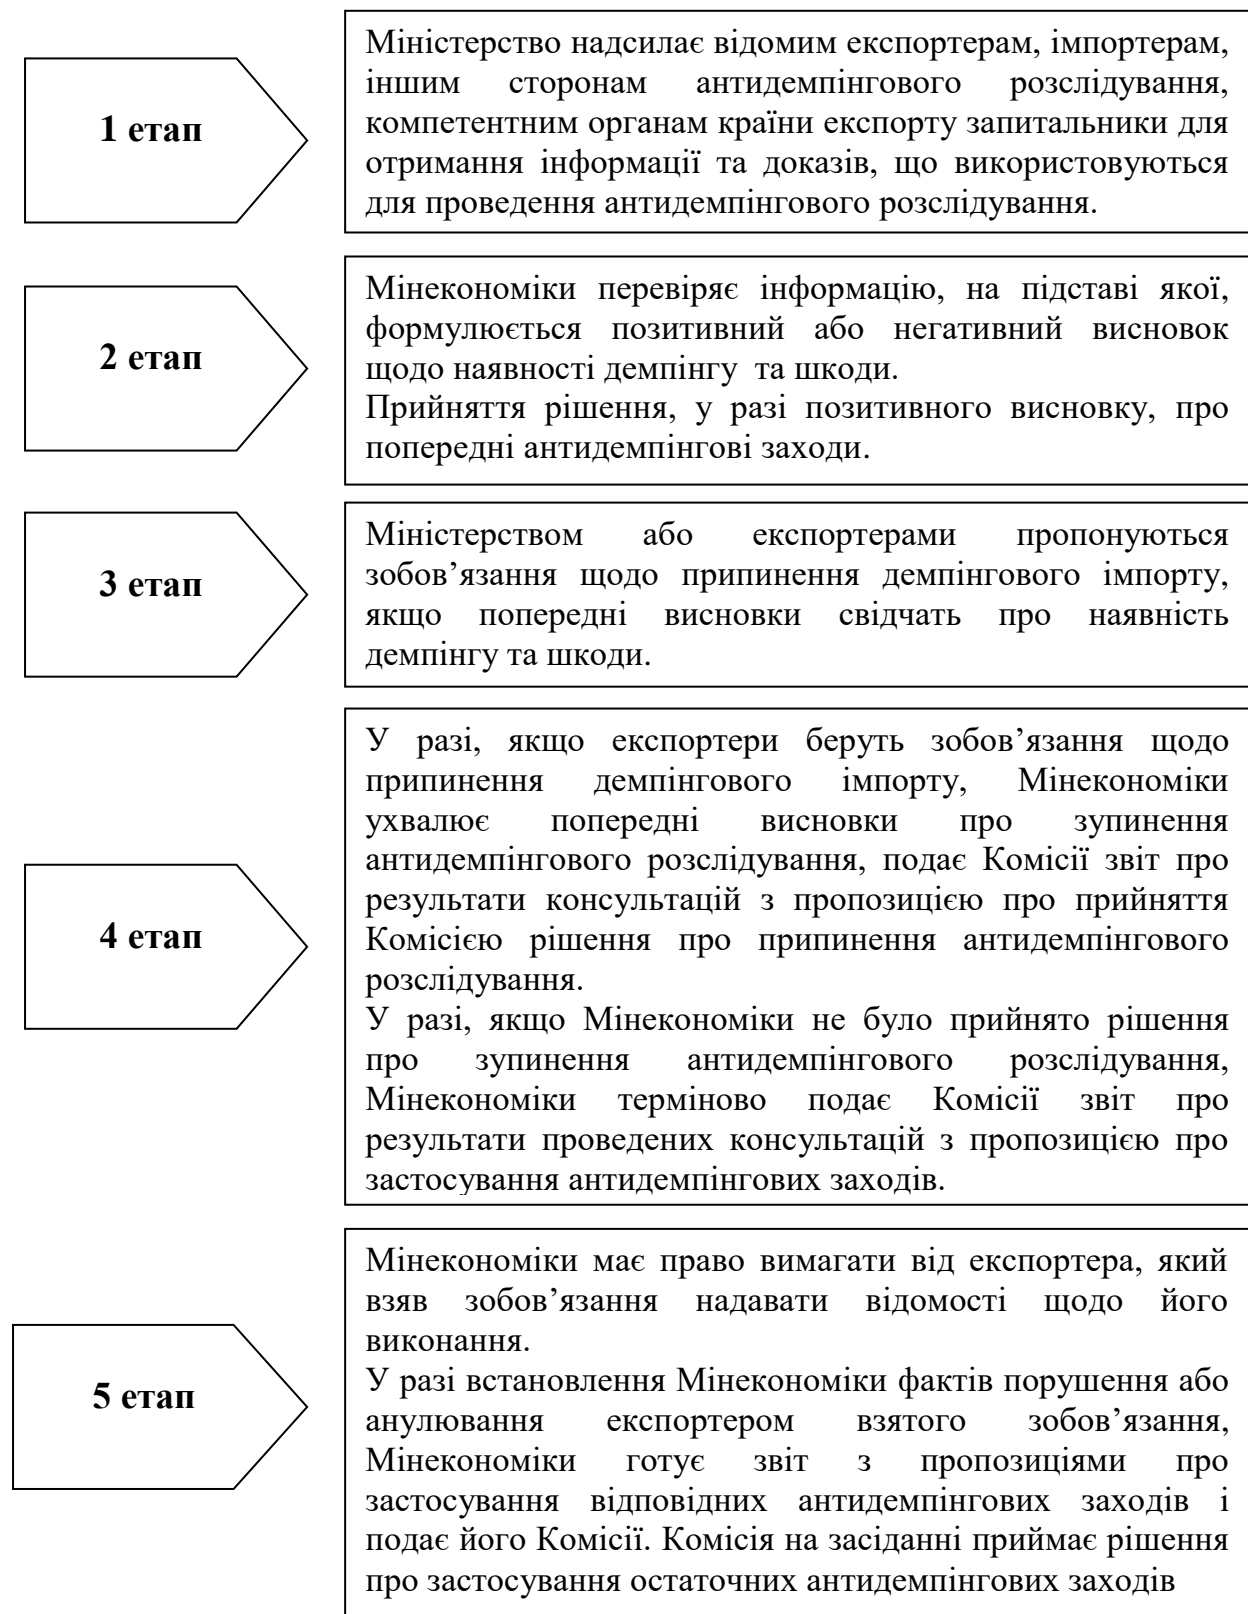 1 етап
Міністерство надсилає відомим експортерам, імпортерам,
іншим сторонам антидемпінгового розслідування,
компетентним органам країни експорту запитальники для
отримання інформації та доказів, що використовуються
для проведення антидемпінгового розслідування.
2 етап
Мінекономіки перевіряє інформацію, на підставі якої,
формулюється позитивний або негативний висновок
щодо наявності демпінгу та шкоди.
Прийняття рішення, у разі позитивного висновку, про
попередні антидемпінгові заходи.
3 етап
Міністерством або експортерами пропонуються
зобов’язання щодо припинення демпінгового імпорту,
якщо попередні висновки свідчать про наявність
демпінгу та шкоди.
4 етап
У разі, якщо експортери беруть зобов’язання щодо
припинення демпінгового імпорту, Мінекономіки
ухвалює попередні висновки про зупинення
антидемпінгового розслідування, подає Комісії звіт про
результати консультацій з пропозицією про прийняття
Комісією рішення про припинення антидемпінгового
розслідування.
У разі, якщо Мінекономіки не було прийнято рішення
про зупинення антидемпінгового розслідування,
Мінекономіки терміново подає Комісії звіт про
результати проведених консультацій з пропозицією про
застосування антидемпінгових заходів.
5 етап
Мінекономіки має право вимагати від експортера, який
взяв зобов’язання надавати відомості щодо його
виконання.
У разі встановлення Мінекономіки фактів порушення або
анулювання експортером взятого зобов’язання,
Мінекономіки готує звіт з пропозиціями про
застосування відповідних антидемпінгових заходів і
подає його Комісії. Комісія на засіданні приймає рішення
про застосування остаточних антидемпінгових заходів